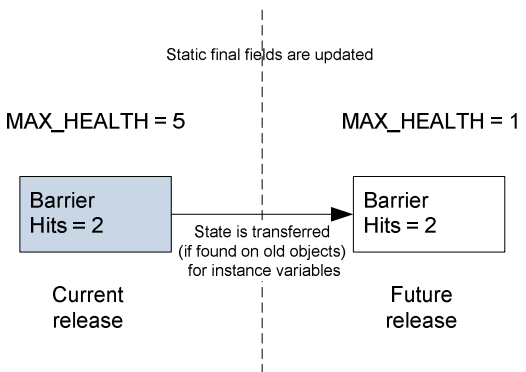 Static final fields are updated
MAX_HEALTH = 5
MAX_HEALTH = 1
Barrier
Hits = 2
Barrier
Hits = 2
State is transferred
(if found on old objects)
for instance variables
Current
release
Future
release